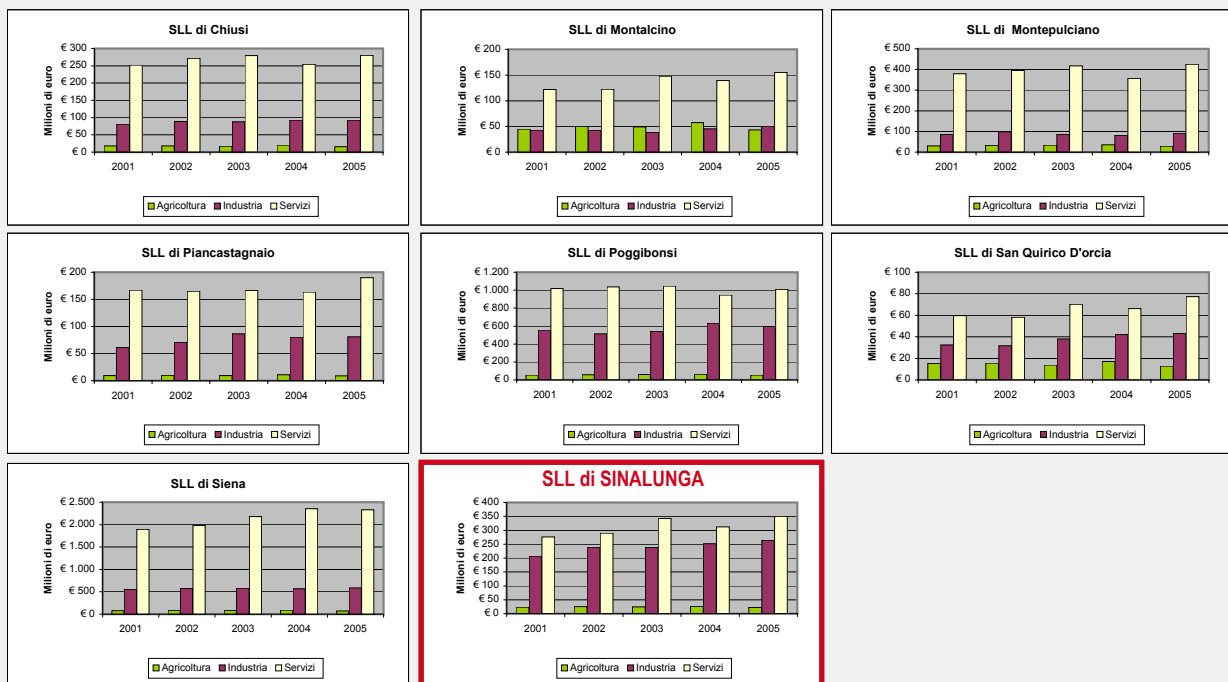 SLL di Chiusi
Milioni di euro
€ 300
€ 250
€ 200
€ 150
€ 100
€ 50
€ 0
2001 2002 2003 2004 2005
Agricoltura Industria Servizi
SLL di Montalcino
Milioni di euro
€ 200
€ 150
€ 100
€ 50
€ 0
2001 2002 2003 2004 2005
Agricoltura Industria Servizi
SLL di Montepulciano
Milioni di euro
€ 500
€ 400
€ 300
€ 200
€ 100
€ 0
2001 2002 2003 2004 2005
Agricoltura Industria Servizi
SLL di Piancastagnaio
Milioni di euro
€ 200
€ 150
€ 100
€ 50
€ 0
2001 2002 2003 2004 2005
Agricoltura Industria Servizi
SLL di Poggibonsi
Milioni di euro
€ 1.200
€ 1.000
€ 800
€ 600
€ 400
€ 200
€ 0
2001 2002 2003 2004 2005
Agricoltura Industria Servizi
SLL di San Quirico D'orcia
Milioni di euro
€ 100
€ 80
€ 60
€ 40
€ 20
€ 0
2001 2002 2003 2004 2005
Agricoltura Industria Servizi
SLL di Siena
Milioni di euro
€ 2.500
€ 2.000
€ 1.500
€ 1.000
€ 500
€ 0
2001 2002 2003 2004 2005
Agricoltura Industria Servizi
SLL di SINALUNGA
Milioni di euro
€ 400
€ 350
€ 300
€ 250
€ 200
€ 150
€ 100
€ 50
€ 0
2001 2002 2003 2004 2005
Agricoltura Industria Servizi